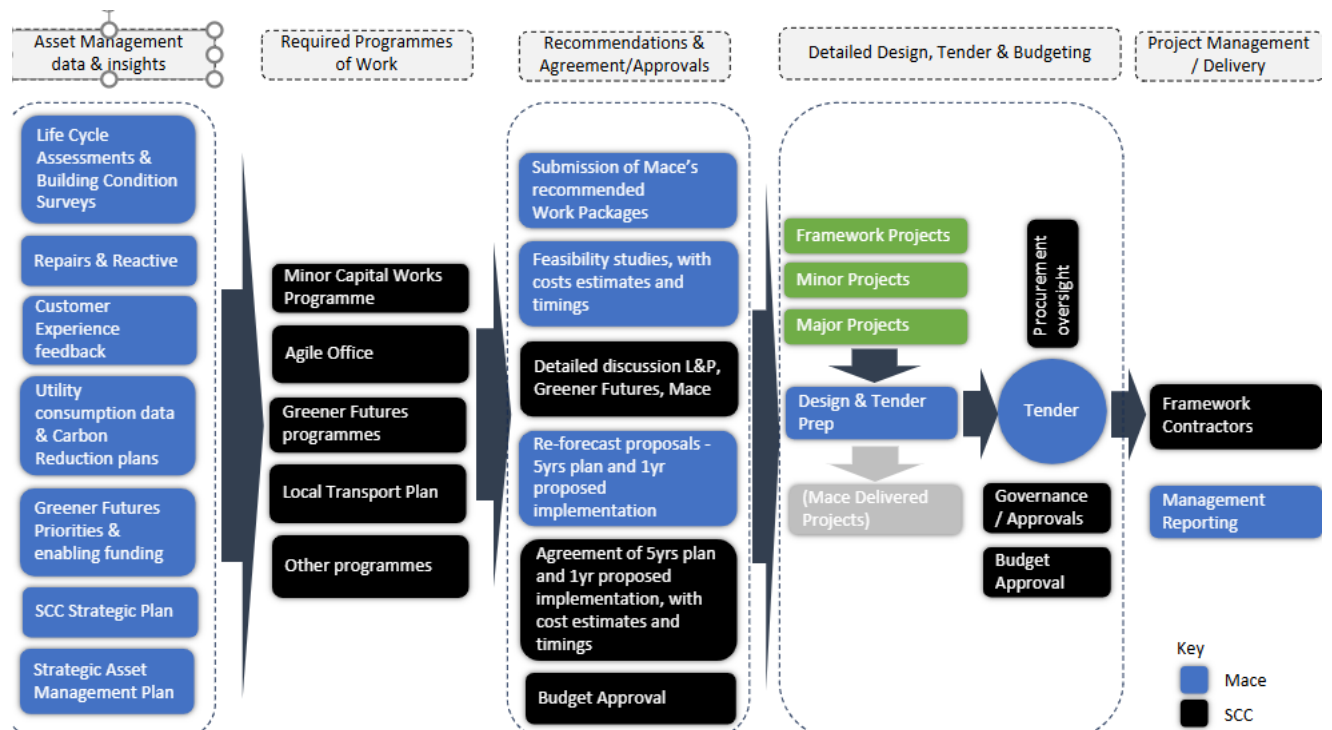 Asset Management
data & insights
Required Programmes
of Work
Recommendations &
Agreement/Approvals
Detailed Design, Tender & Budgeting
Project Management
/ Delivery
Life Cycle
Assessments &
Building Condition
Surveys
Repairs & Reactive
Customer
Experience
feedback
Utility
consumption data
& Carbon
Reduction plans
Greener Futures
Priorities &
enabling funding
SCC Strategic Plan
Strategic Asset
Management Plan
Minor Capital Works
Programme
Agile Office
Greener Futures
programmes
Local Transport Plan
Other programmes
Submission of Mace's
recommended
Work Packages
Feasibility studies, with
costs estimates and
timings
Detailed discussion L&P,
Greener Futures, Mace
Re-forecast proposals -
5yrs plan and 1yr
proposed
implementation
Agreement of 5yrs plan
and 1yr proposed
implementation, with
cost estimates and
timings
Budget Approval
Framework Projects
Minor Projects
Major Projects
Design & Tender
Prep
(Mace Delivered
Projects)
Procurement
oversight
Tender
Governance
/ Approvals
Budget
Approval
Framework
Contractors
Management
Reporting
Key
Mace
SCC